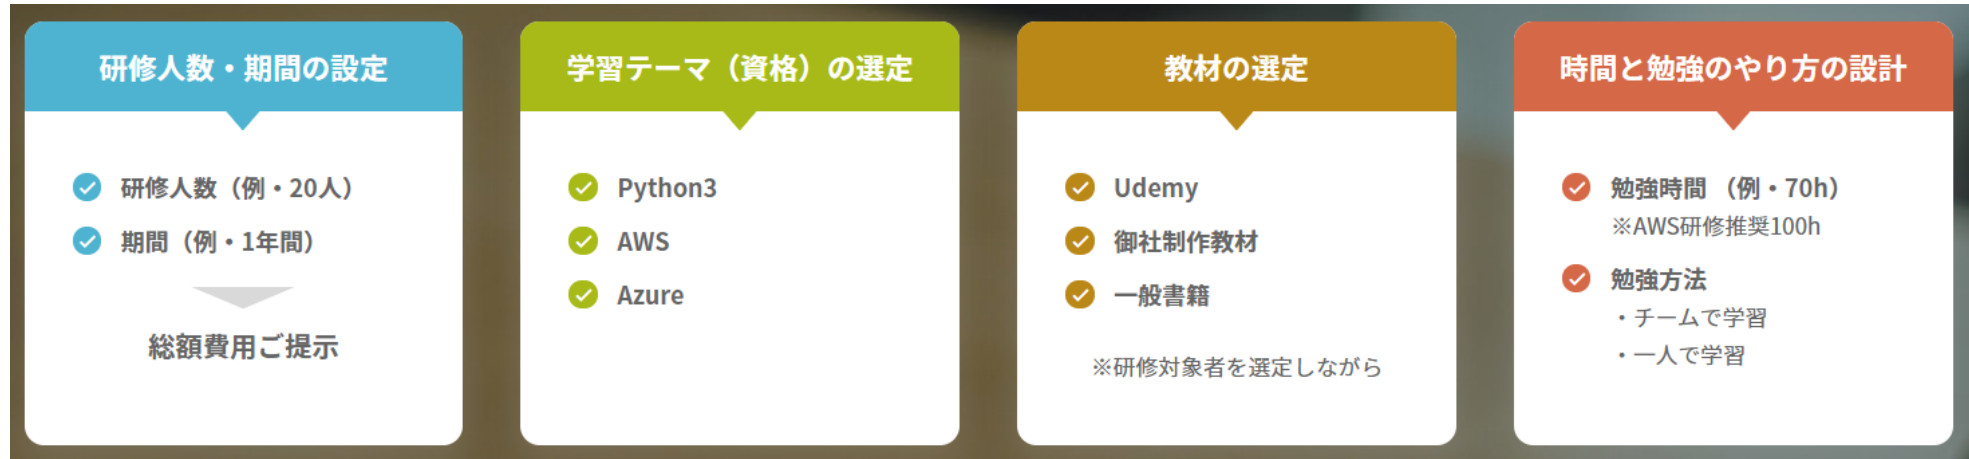 研修人数・期間の設定
研修人数（例・20人）
期間（例・1年間）
総額費用ご提示
学習テーマ（資格）の選定
Python3
AWS
Azure
教材の選定
Udemy
御社制作教材
一般書籍
※研修対象者を選定しながら
時間と勉強のやり方の設計
勉強時間 （例・70h）
※AWS研修推奨100h
勉強方法
・チームで学習
・一人で学習